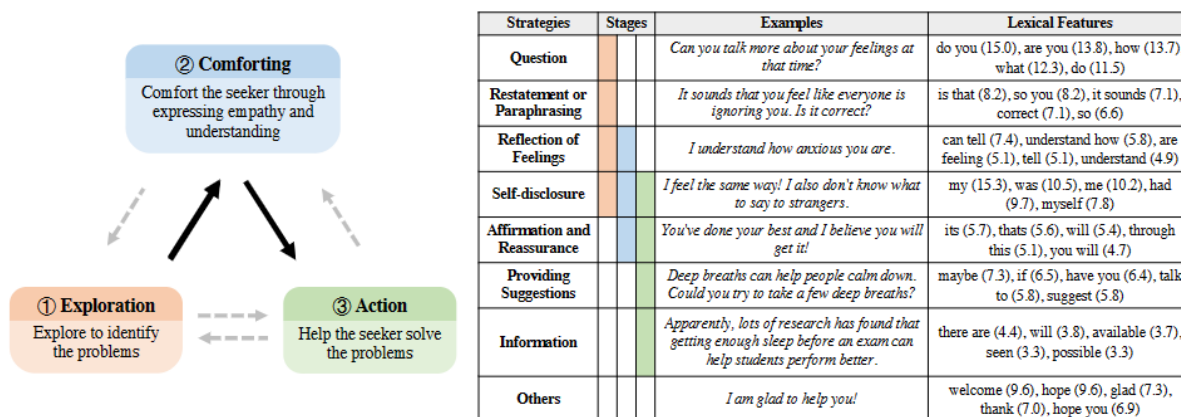 ② Comforting
Comfort the seeker through
expressing empathy and
understanding
① Exploration
Explore to identify
the problems
③ Action
Help the seeker solve
the problems
Strategies Stages Examples Lexical Features
Question
Can you talk more about your feelings at
that time?
do you (15.0), are you (13.8), how (13.7),
what (12.3), do (11.5)
Restatement or
Paraphrasing
It sounds that you feel like everyone is
ignoring you. Is it correct?
is that (8.2), so you (8.2), it sounds (7.1),
correct (7.1), so (6.6)
Reflection of
Feelings
I understand how anxious you are.
can tell (7.4), understand how (5.8), are
feeling (5.1), tell (5.1), understand (4.9)
Self-disclosure
I feel the same way! I also don't know what
to say to strangers.
my (15.3), was (10.5), me (10.2), had
(9.7), myself (7.8)
Affirmation and
Reassurance
You've done your best and I believe you will
get it!
its (5.7), thats (5.6), will (5.4), through
this (5.1), you will (4.7)
Providing
Suggestions
Deep breaths can help people calm down.
Could you try to take a few deep breaths?
maybe (7.3), if (6.5), have you (6.4), talk
to (5.8), suggest (5.8)
Information
Apparently, lots of research has found that
getting enough sleep before an exam can
help students perform better.
there are (4.4), will (3.8), available (3.7),
seen (3.3), possible (3.3)
Others
I am glad to help you!
welcome (9.6), hope (9.6), glad (7.3),
thank (7.0), hope you (6.9)